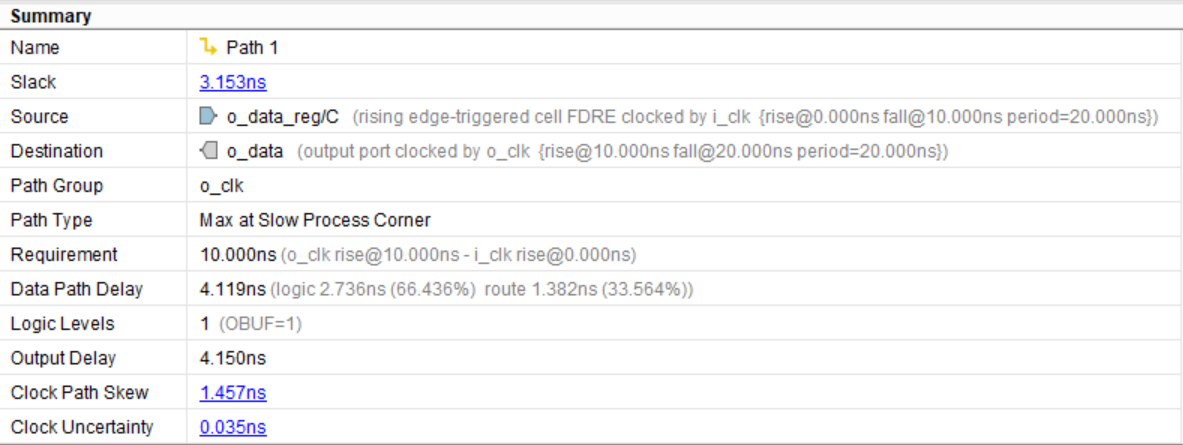 Summary
Name Path 1
Slack 3.153ns
Source o_data_reg/C (rising edge-triggered cell FDRE clocked by i_clk {rise@0.000ns fall@10.000ns period=20.000ns})
Destination o_data (output port clocked by o_clk {rise@10.000ns fall@20.000ns period=20.000ns})
Path Group o_clk
Path Type Max at Slow Process Corner
Requirement 10.000ns (o_clk rise@10.000ns - i_clk rise@0.000ns)
Data Path Delay 4.119ns (logic 2.736ns (66.436%) route 1.382ns (33.564%))
Logic Levels 1 (OBUF=1)
Output Delay 4.150ns
Clock Path Skew 1.457ns
Clock Uncertainty 0.035ns